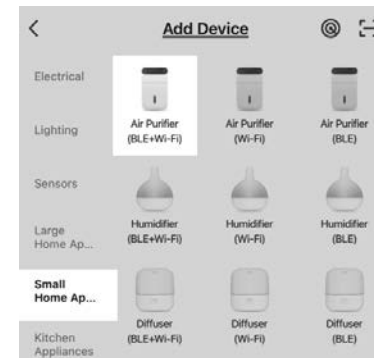 Add Device
Electrical
Lighting
Sensors
Large
Home Ap...
Small
Home Ap...
Kitchen
Appliances
Air Purifier
(BLE+Wi-Fi)
Air Purifier
(Wi-Fi)
Air Purifier
(BLE)
Humidifier
(BLE+Wi-Fi)
Humidifier
(Wi-Fi)
Humidifier
(BLE)
Diffuser
(BLE+Wi-Fi)
Diffuser
(Wi-Fi)
Diffuser
(BLE)